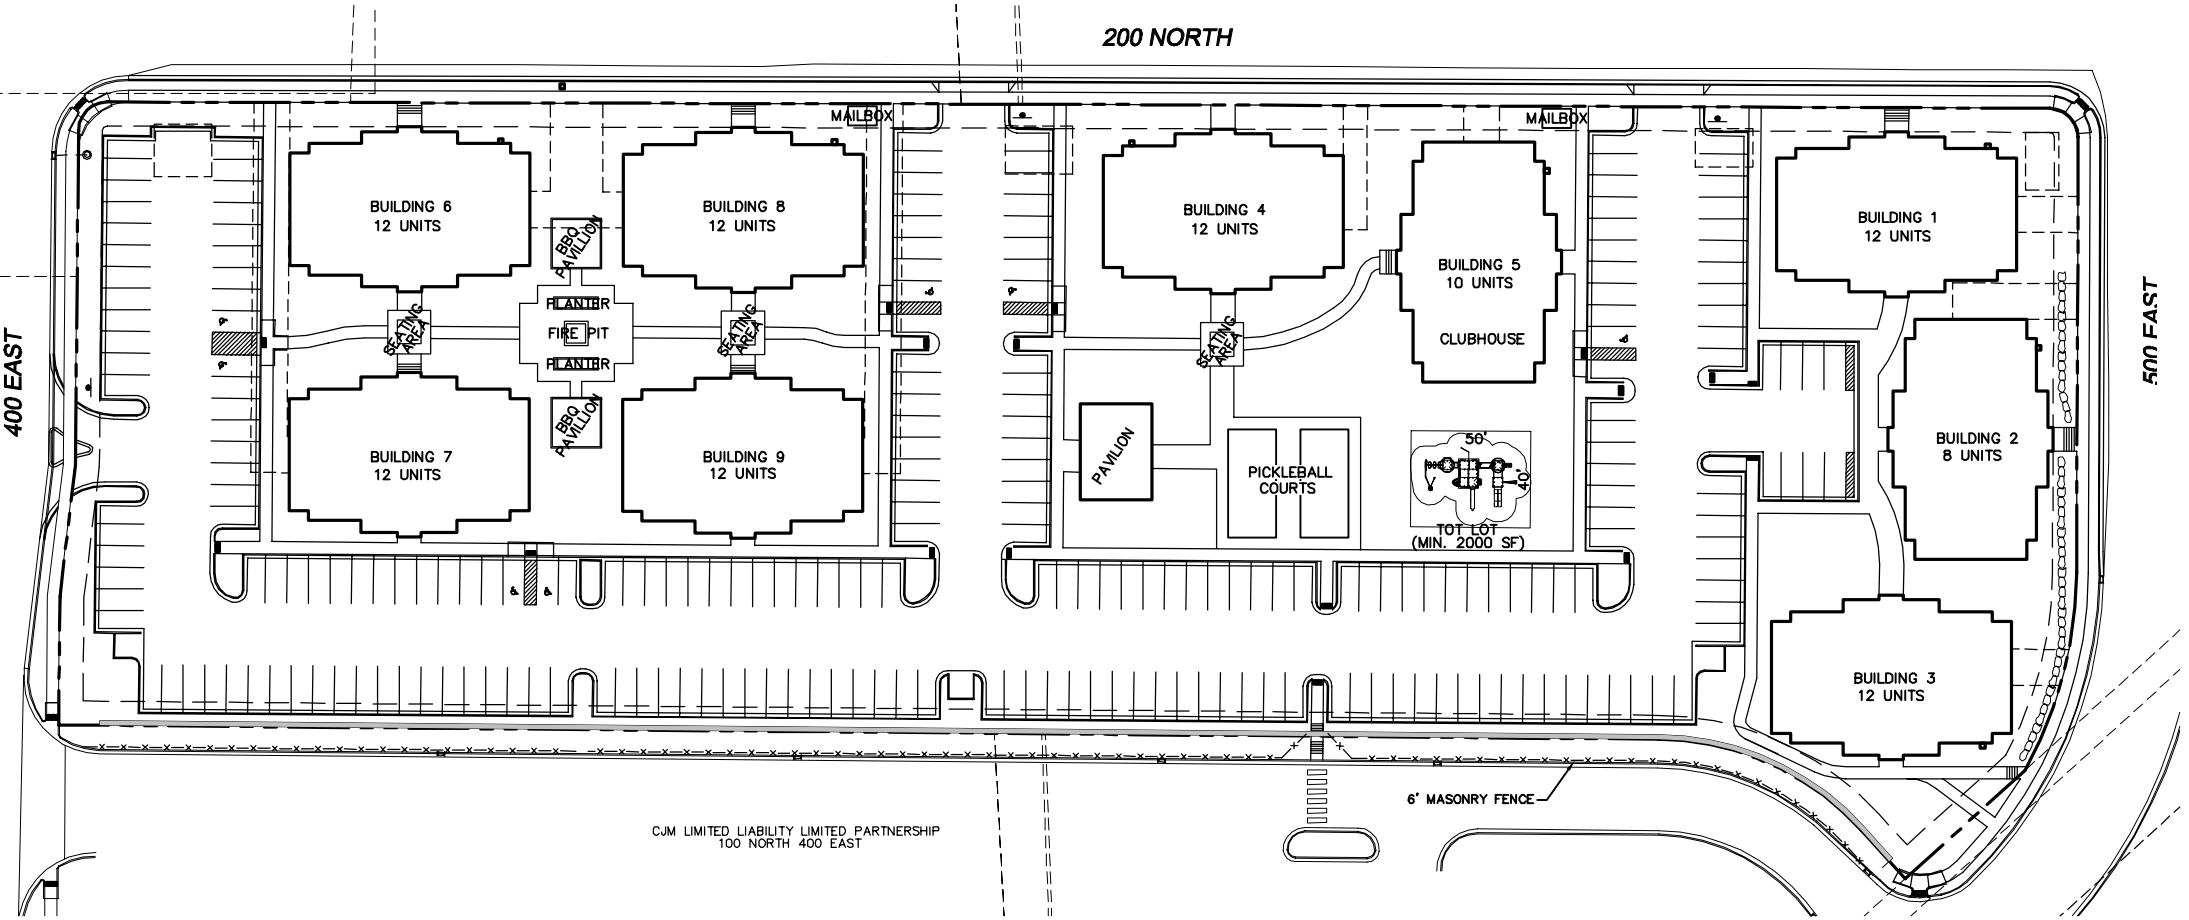 200 NORTH
MAILBOX
MAILBOX
BUILDING 6
12 UNITS
BUILDING 8
12 UNITS
BUILDING 4
12 UNITS
BUILDING 1
12 UNITS
BBQ
PAVILLION
BUILDING 5
10 UNITS
CLUBHOUSE
PLANTER
FIRE PIT
PLANTER
SEATING
AREA
SEATING
AREA
SEATING
AREA
400 EAST
500 EAST
BBQ
PAVILLION
BUILDING 7
12 UNITS
BUILDING 9
12 UNITS
PAVILION
PICKLEBALL
COURTS
50'
40'
TOT LOT
(MIN. 2000 SF)
BUILDING 2
8 UNITS
BUILDING 3
12 UNITS
6' MASONRY FENCE
CJM LIMITED LIABILITY LIMITED PARTNERSHIP
100 NORTH 400 EAST